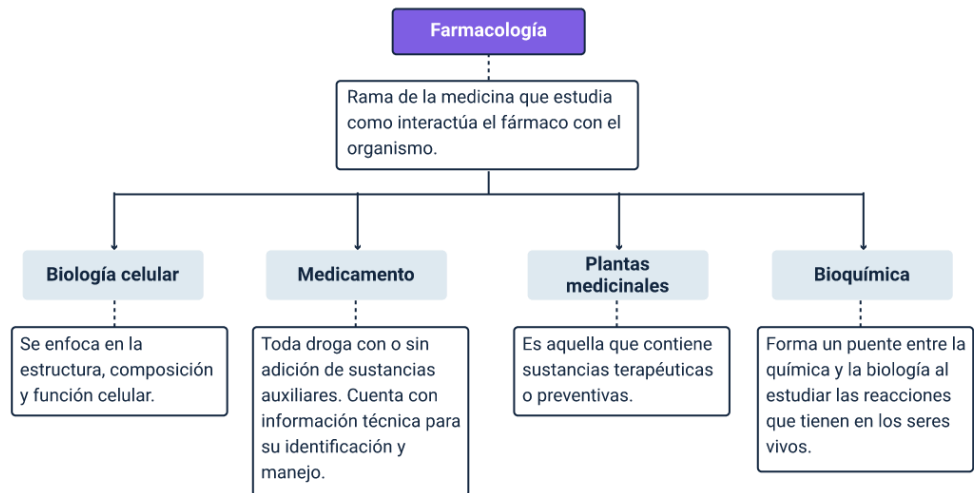 Farmacología
Rama de la medicina que estudia
como interactúa el fármaco con el
organismo.
Biología celular
Se enfoca en la
estructura, composición
y función celular.
Medicamento
Toda droga con o sin
adición de sustancias
auxiliares. Cuenta con
información técnica para
su identificación y
manejo.
Plantas
medicinales
Es aquella que contiene
sustancias terapéuticas
o preventivas.
Bioquímica
Forma un puente entre la
química y la biología al
estudiar las reacciones
que tienen en los seres
vivos.